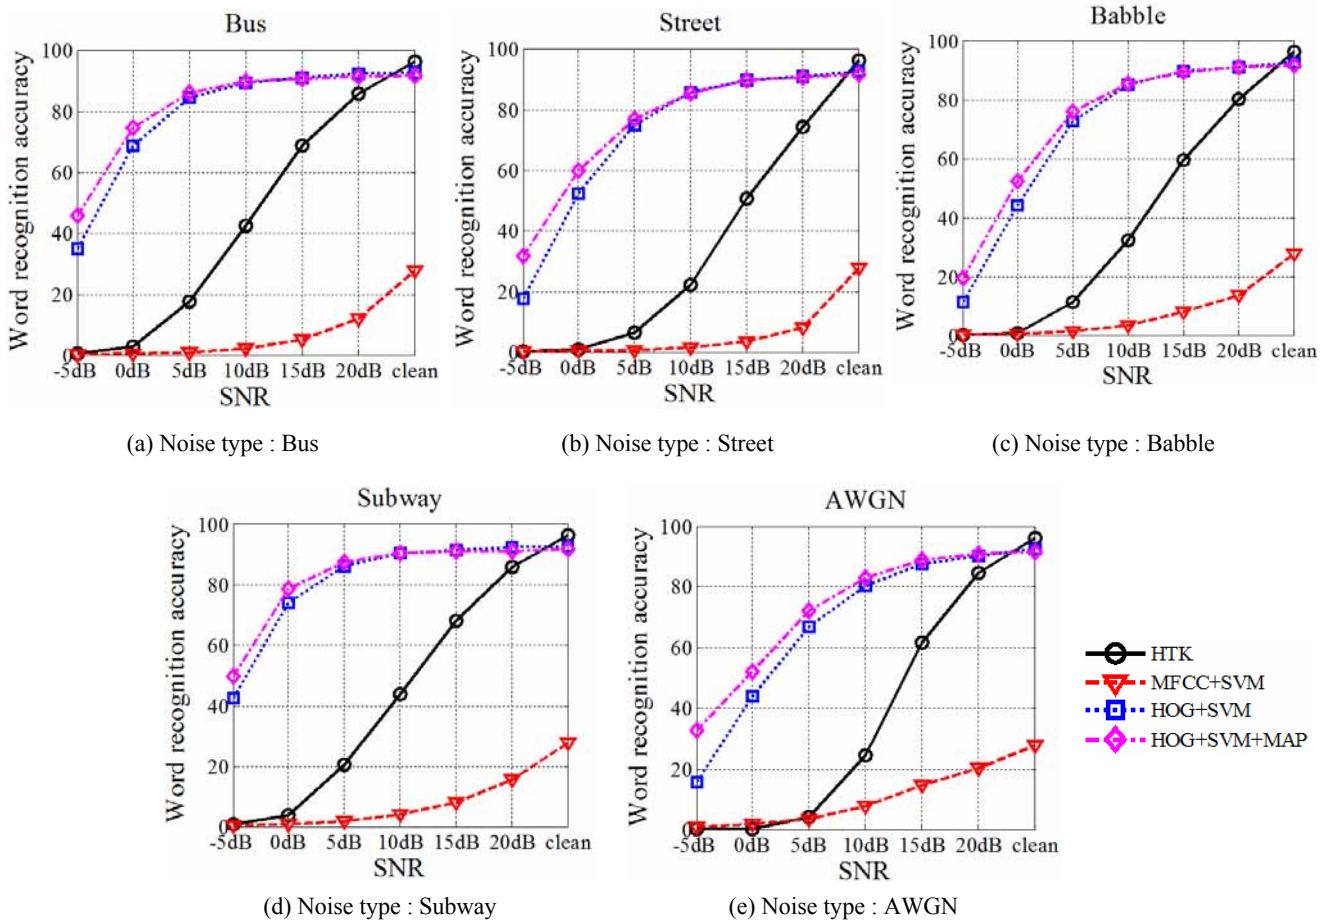 Bus
Word recognition accuracy
100
80
60
40
20
0
-5dB 0dB 5dB 10dB 15dB 20dB clean
SNR
(a) Noise type : Bus
Street
Word recognition accuracy
100
80
60
40
20
0
-5dB 0dB 5dB 10dB 15dB 20dB clean
SNR
(b) Noise type : Street
Babble
Word recognition accuracy
100
80
60
40
20
0
-5dB 0dB 5dB 10dB 15dB 20dB clean
SNR
(c) Noise type : Babble
Subway
Word recognition accuracy
100
80
60
40
20
0
-5dB 0dB 5dB 10dB 15dB 20dB clean
SNR
(d) Noise type : Subway
AWGN
Word recognition accuracy
100
80
60
40
20
0
-5dB 0dB 5dB 10dB 15dB 20dB clean
SNR
(e) Noise type : AWGN
HTK
MFCC+SVM
HOG+SVM
HOG+SVM+MAP